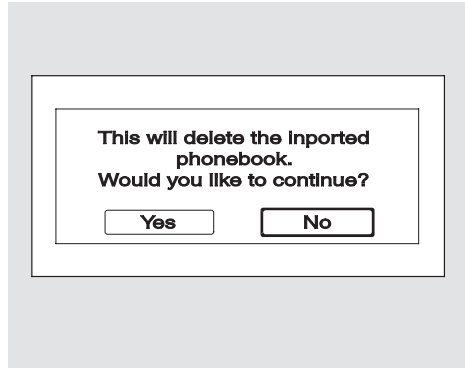 This will delete the inported
phonebook.
Would you like to continue?
Yes No